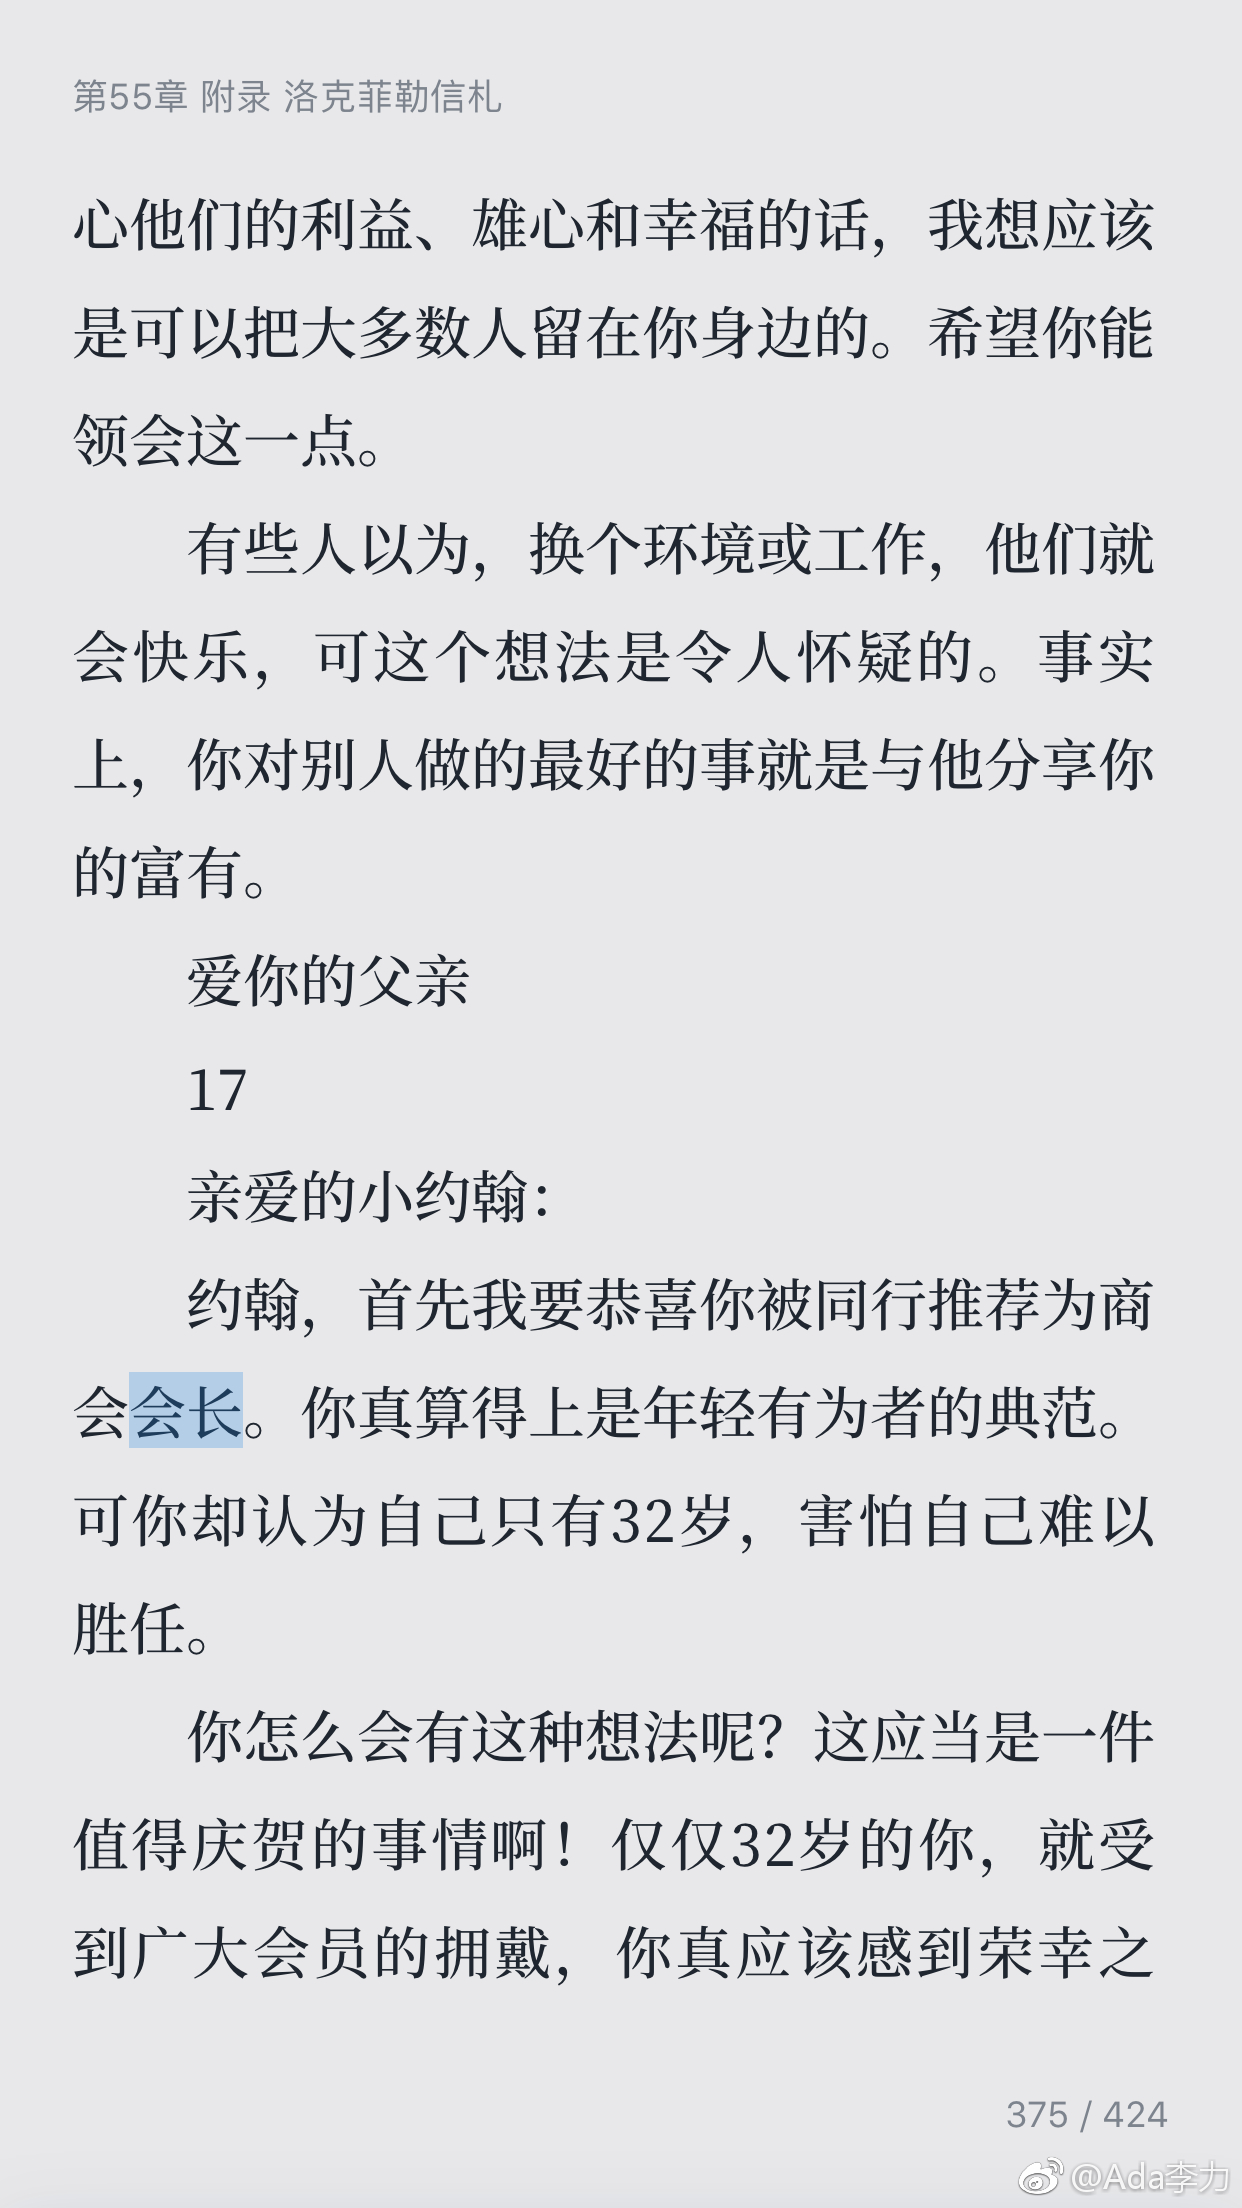 第55章 附录 洛克菲勒信札
心他们的利益、雄心和幸福的话，我想应该
是可以把大多数人留在你身边的。希望你能
领会这一点。
有些人以为，换个环境或工作，他们就
会快乐，可这个想法是令人怀疑的。事实
上，你对别人做的最好的事就是与他分享你
的富有。
爱你的父亲
17
亲爱的小约翰：
约翰，首先我要恭喜你被同行推荐为商
会会长。你真算得上是年轻有为者的典范。
可你却认为自己只有32岁，害怕自己难以
胜任。
你怎么会有这种想法呢？这应当是一件
值得庆贺的事情啊！仅仅32岁的你，就受
到广大会员的拥戴，你真应该感到荣幸之
375 / 424
@Ada李力